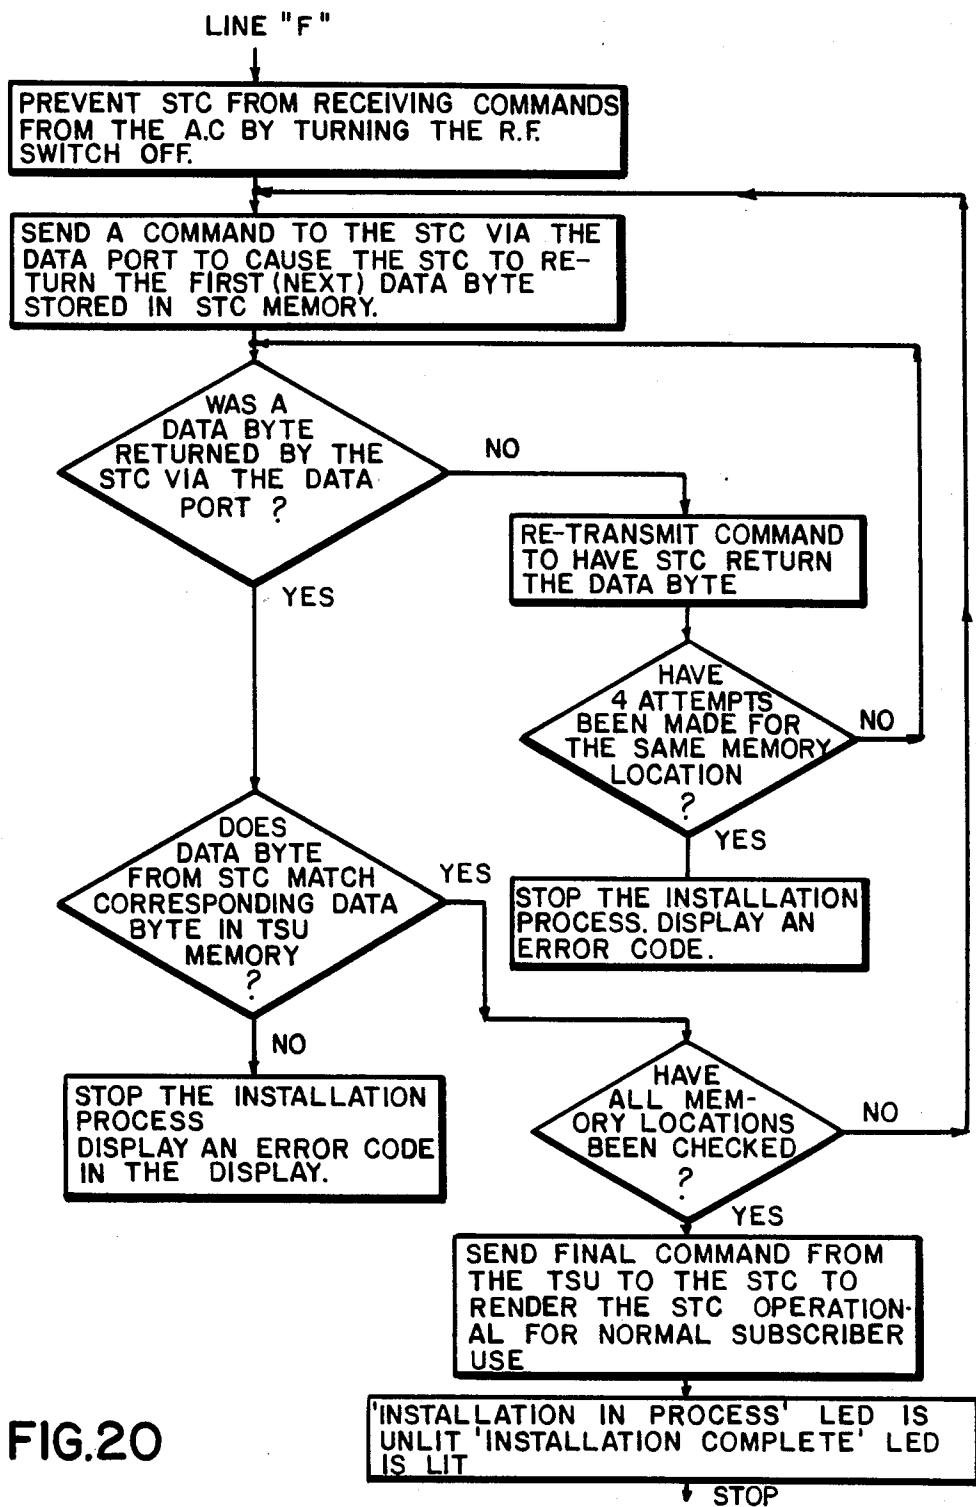 LINE "F"
PREVENT STC FROM RECEIVING COMMANDS
FROM THE A.C BY TURNING THE R.F.
SWITCH OFF.
SEND A COMMAND TO THE STC VIA THE
DATA PORT TO CAUSE THE STC TO RE-
TURN THE FIRST (NEXT) DATA BYTE
STORED IN STC MEMORY.
WAS A
DATA BYTE
RETURNED BY THE
STC VIA THE DATA
PORT ?
NO
YES
RE-TRANSMIT COMMAND
TO HAVE STC RETURN
THE DATA BYTE
HAVE
4 ATTEMPTS
BEEN MADE FOR
THE SAME MEMORY
LOCATION
?
NO
YES
STOP THE INSTALLATION
PROCESS. DISPLAY AN
ERROR CODE.
DOES
DATA BYTE
FROM STC MATCH
CORRESPONDING DATA
BYTE IN TSU
MEMORY
?
YES
NO
STOP THE INSTALLATION
PROCESS
DISPLAY AN ERROR CODE
IN THE DISPLAY.
HAVE
ALL MEM-
ORY LOCATIONS
BEEN CHECKED
?
NO
YES
SEND FINAL COMMAND FROM
THE TSU TO THE STC TO
RENDER THE STC OPERATION-
AL FOR NORMAL SUBSCRIBER
USE
'INSTALLATION IN PROCESS' LED IS
UNLIT 'INSTALLATION COMPLETE' LED
IS LIT
STOP
FIG.20